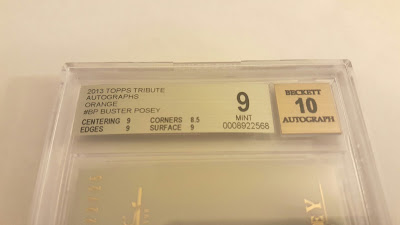 2013 TOPPS TRIBUTE
AUTOGRAPHS
ORANGE
#BP BUSTER POSEY
CENTERING 9 CORNERS 8.5
EDGES 9 SURFACE 9
9
MINT
0008922568
BECKETT
10
AUTOGRAPH